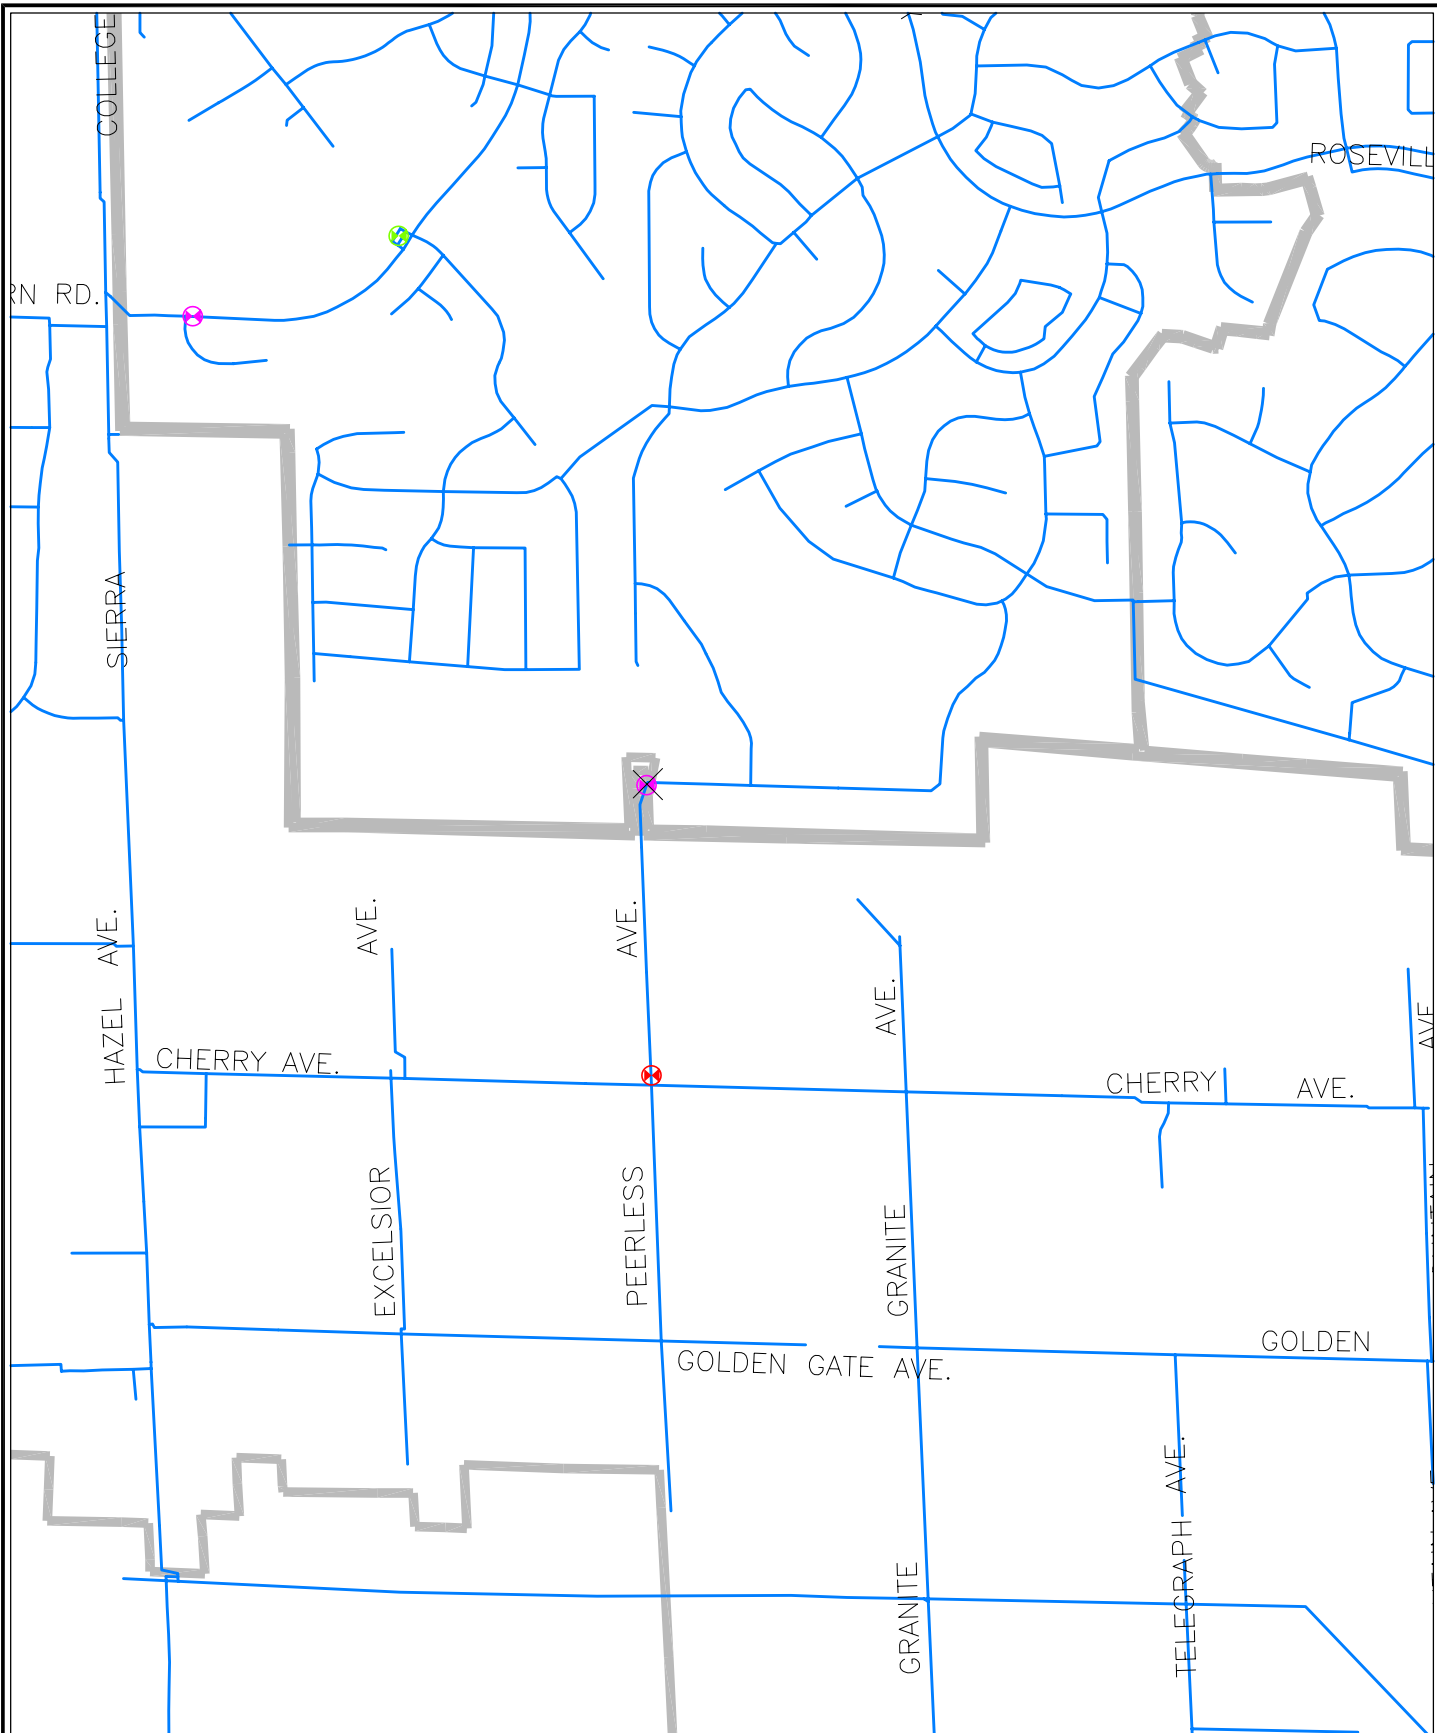 COLLEGE
ROSEVILL
RN RD.
SIERRA
AVE.
AVE.
AVE.
AVE.
AVE
HAZEL
CHERRY AVE.
CHERRY AVE.
EXCELSIOR
PEERLESS
GRANITE
GOLDEN GATE AVE.
GOLDEN
TELEGRAPH AVE.
GRANITE